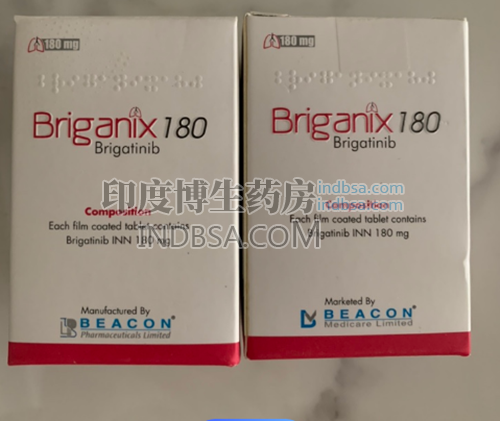 180 mg
Briganix 180
Brigatinib
Composition
Each film coated tablet contains
Brigatinib INN 180 mg
Manufactured By
BEACON®
Pharmaceuticals Limited
180 mg
Briganix 180
Brigatinib
Composition
Each film coated tablet contains
Brigatinib INN 180 mg
Marketed By
BEACON®
Medicare Limited
印度博生药房
INDBSA.COM
indbsa.com
indbsa.com